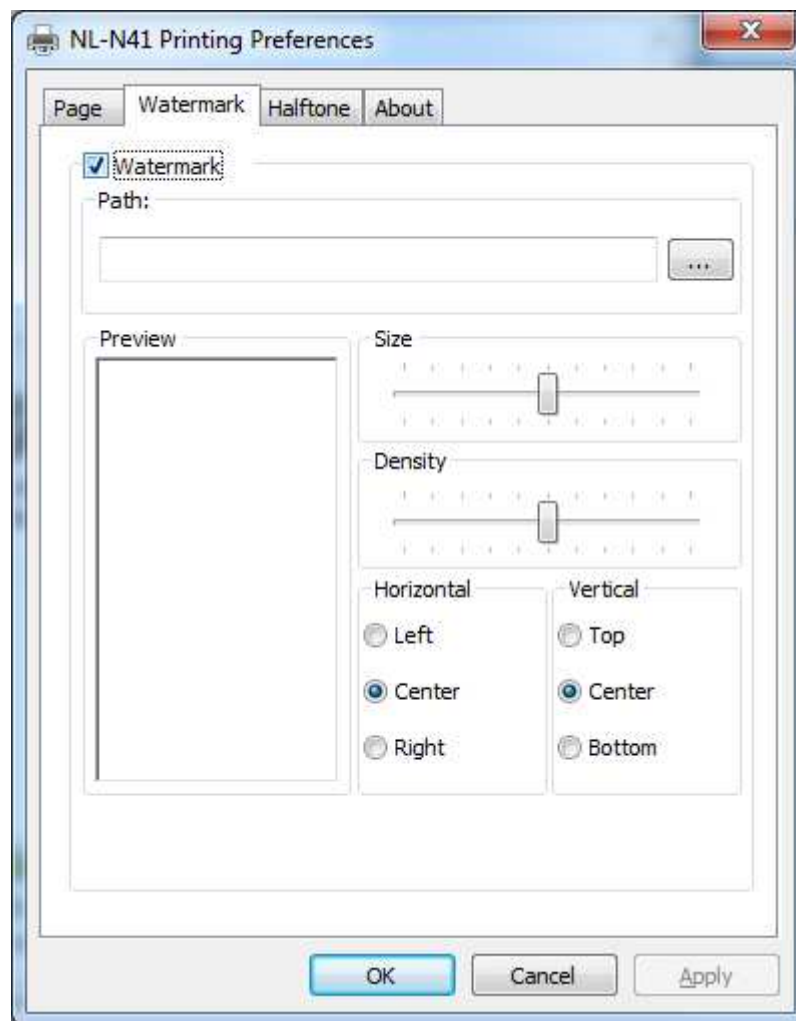 NL-N41 Printing Preferences
Page Watermark Halftone About
Watermark
Path:
...
Preview
Size
Density
Horizontal Vertical
Left Top
Center Center
Right Bottom
OK Cancel Apply